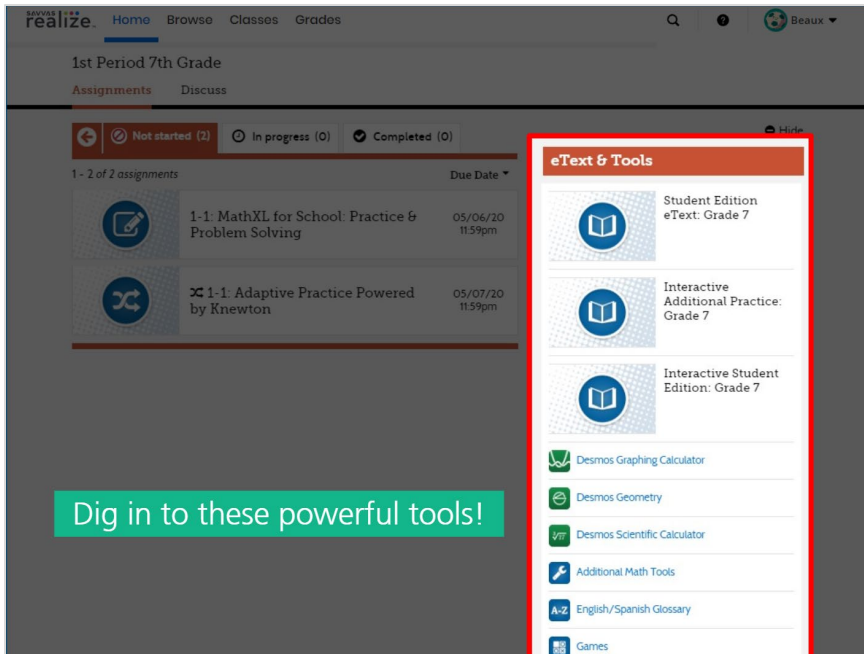 SAVVAS
realize. Home Browse Classes Grades Beaux
1st Period 7th Grade
Assignments Discuss
Not started (2) In progress (0) Completed (0)
Hide
1 - 2 of 2 assignments Due Date
1-1: MathXL for School: Practice &
Problem Solving
05/06/20
11:59pm
1-1: Adaptive Practice Powered
by Knewton
05/07/20
11:59pm
eText & Tools
Student Edition
eText: Grade 7
Interactive
Additional Practice:
Grade 7
Interactive Student
Edition: Grade 7
Desmos Graphing Calculator
Desmos Geometry
Desmos Scientific Calculator
Additional Math Tools
A-Z English/Spanish Glossary
Games
Dig in to these powerful tools!